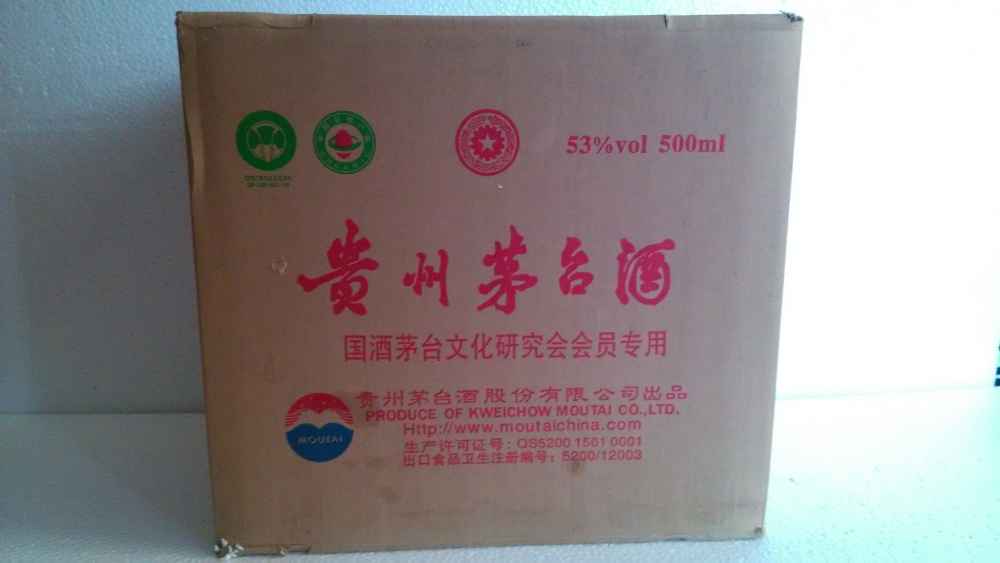 53%vol 500ml
贵州茅台酒
国酒茅台文化研究会会员专用
贵州茅台酒股份有限公司出品
PRODUCE OF KWEICHOW MOUTAI CO.,LTD.
Http://www.moutaichina.com
MOUTAI
生产许可证号: QS5200 1501 0001
出口食品卫生注册编号: 5200/12003